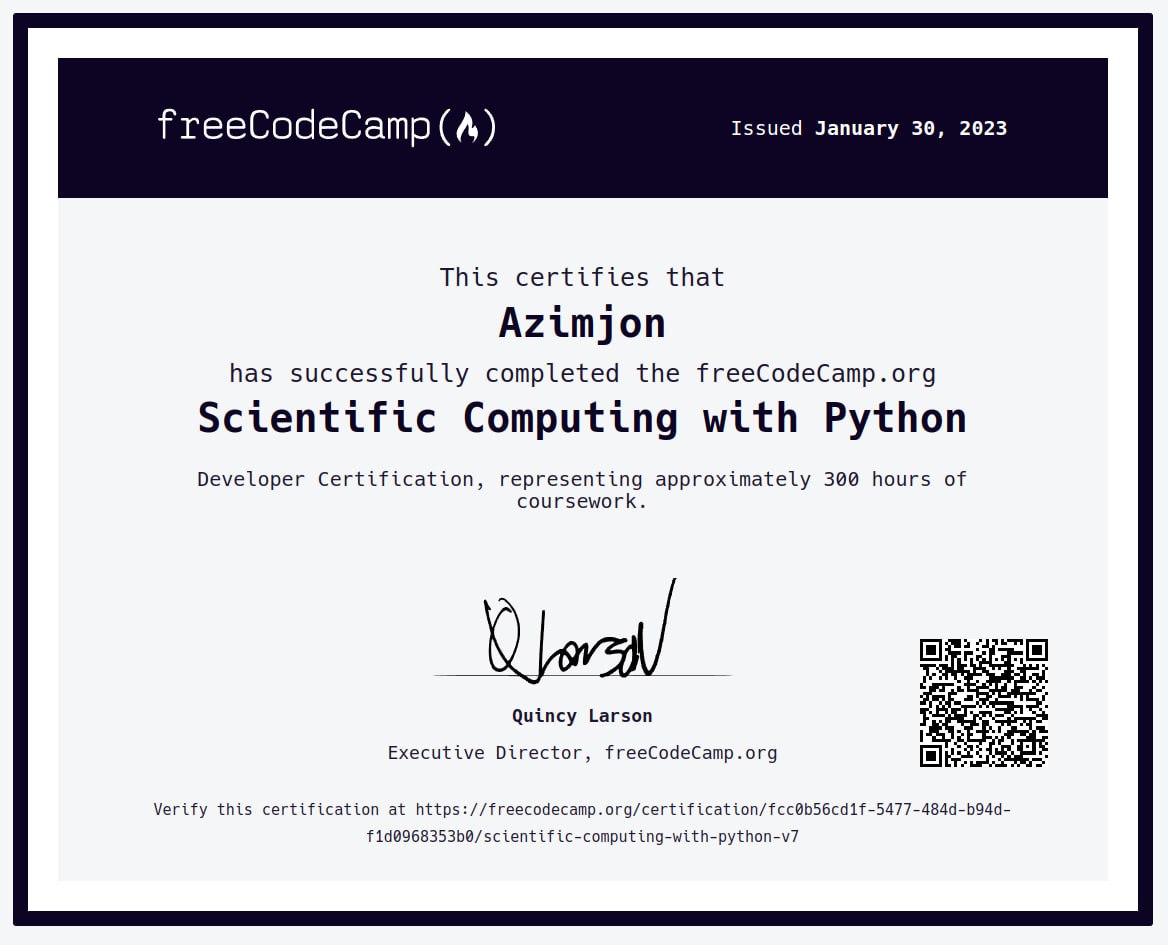 freeCodeCamp
Issued January 30, 2023
This certifies that
Azimjon
has successfully completed the freeCodeCamp.org
Scientific Computing with Python
Developer Certification, representing approximately 300 hours of
coursework.
Quincy Larson
Executive Director, freeCodeCamp.org
Verify this certification at https://freecodecamp.org/certification/fcc0b56cd1f-5477-484d-b94d-
f1d0968353b0/scientific-computing-with-python-v7